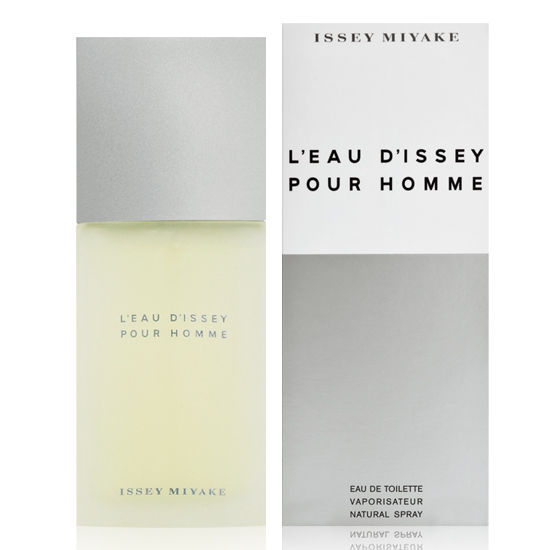 L'EAU D'ISSEY
POUR HOMME
ISSEY MIYAKE
ISSEY MIYAKE
L'EAU D'ISSEY
POUR HOMME
EAU DE TOILETTE
VAPORISATEUR
NATURAL SPRAY